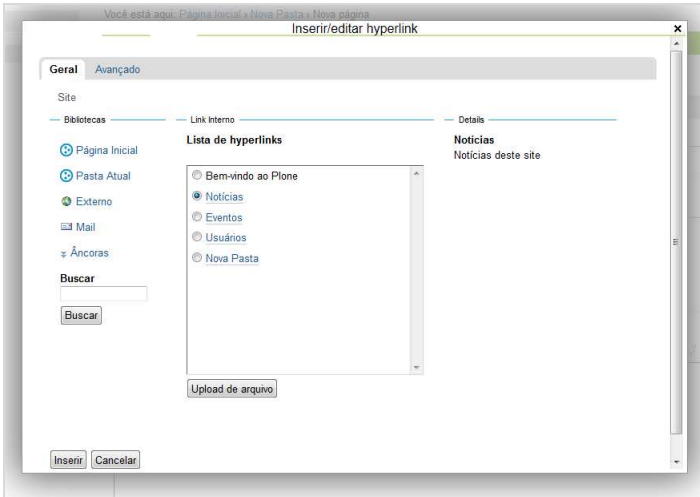 Você está aqui: Página Inicial › Nova Pasta › Nova página
Inserir/editar hyperlink
Geral
Avançado
Site
Bibliotecas
Página Inicial
Pasta Atual
Externo
Mail
Âncoras
Buscar
Buscar
Link Interno
Lista de hyperlinks
Bem-vindo ao Plone
Notícias
Eventos
Usuários
Nova Pasta
Upload de arquivo
Details
Notícias
Notícias deste site
Inserir
Cancelar